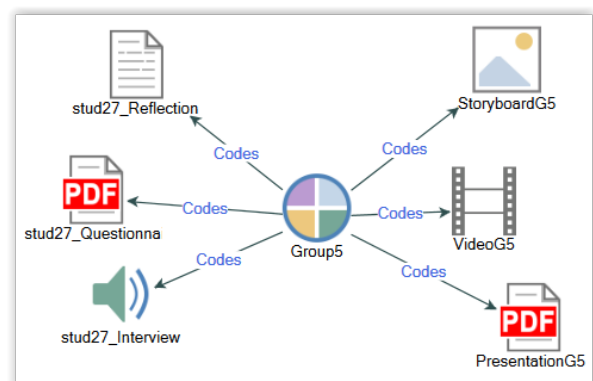 stud27_Reflection
StoryboardG5
Codes
Codes
PDF
stud27_Questionna
Codes
Group5
Codes
VideoG5
Codes
Codes
stud27_Interview
PDF
PresentationG5